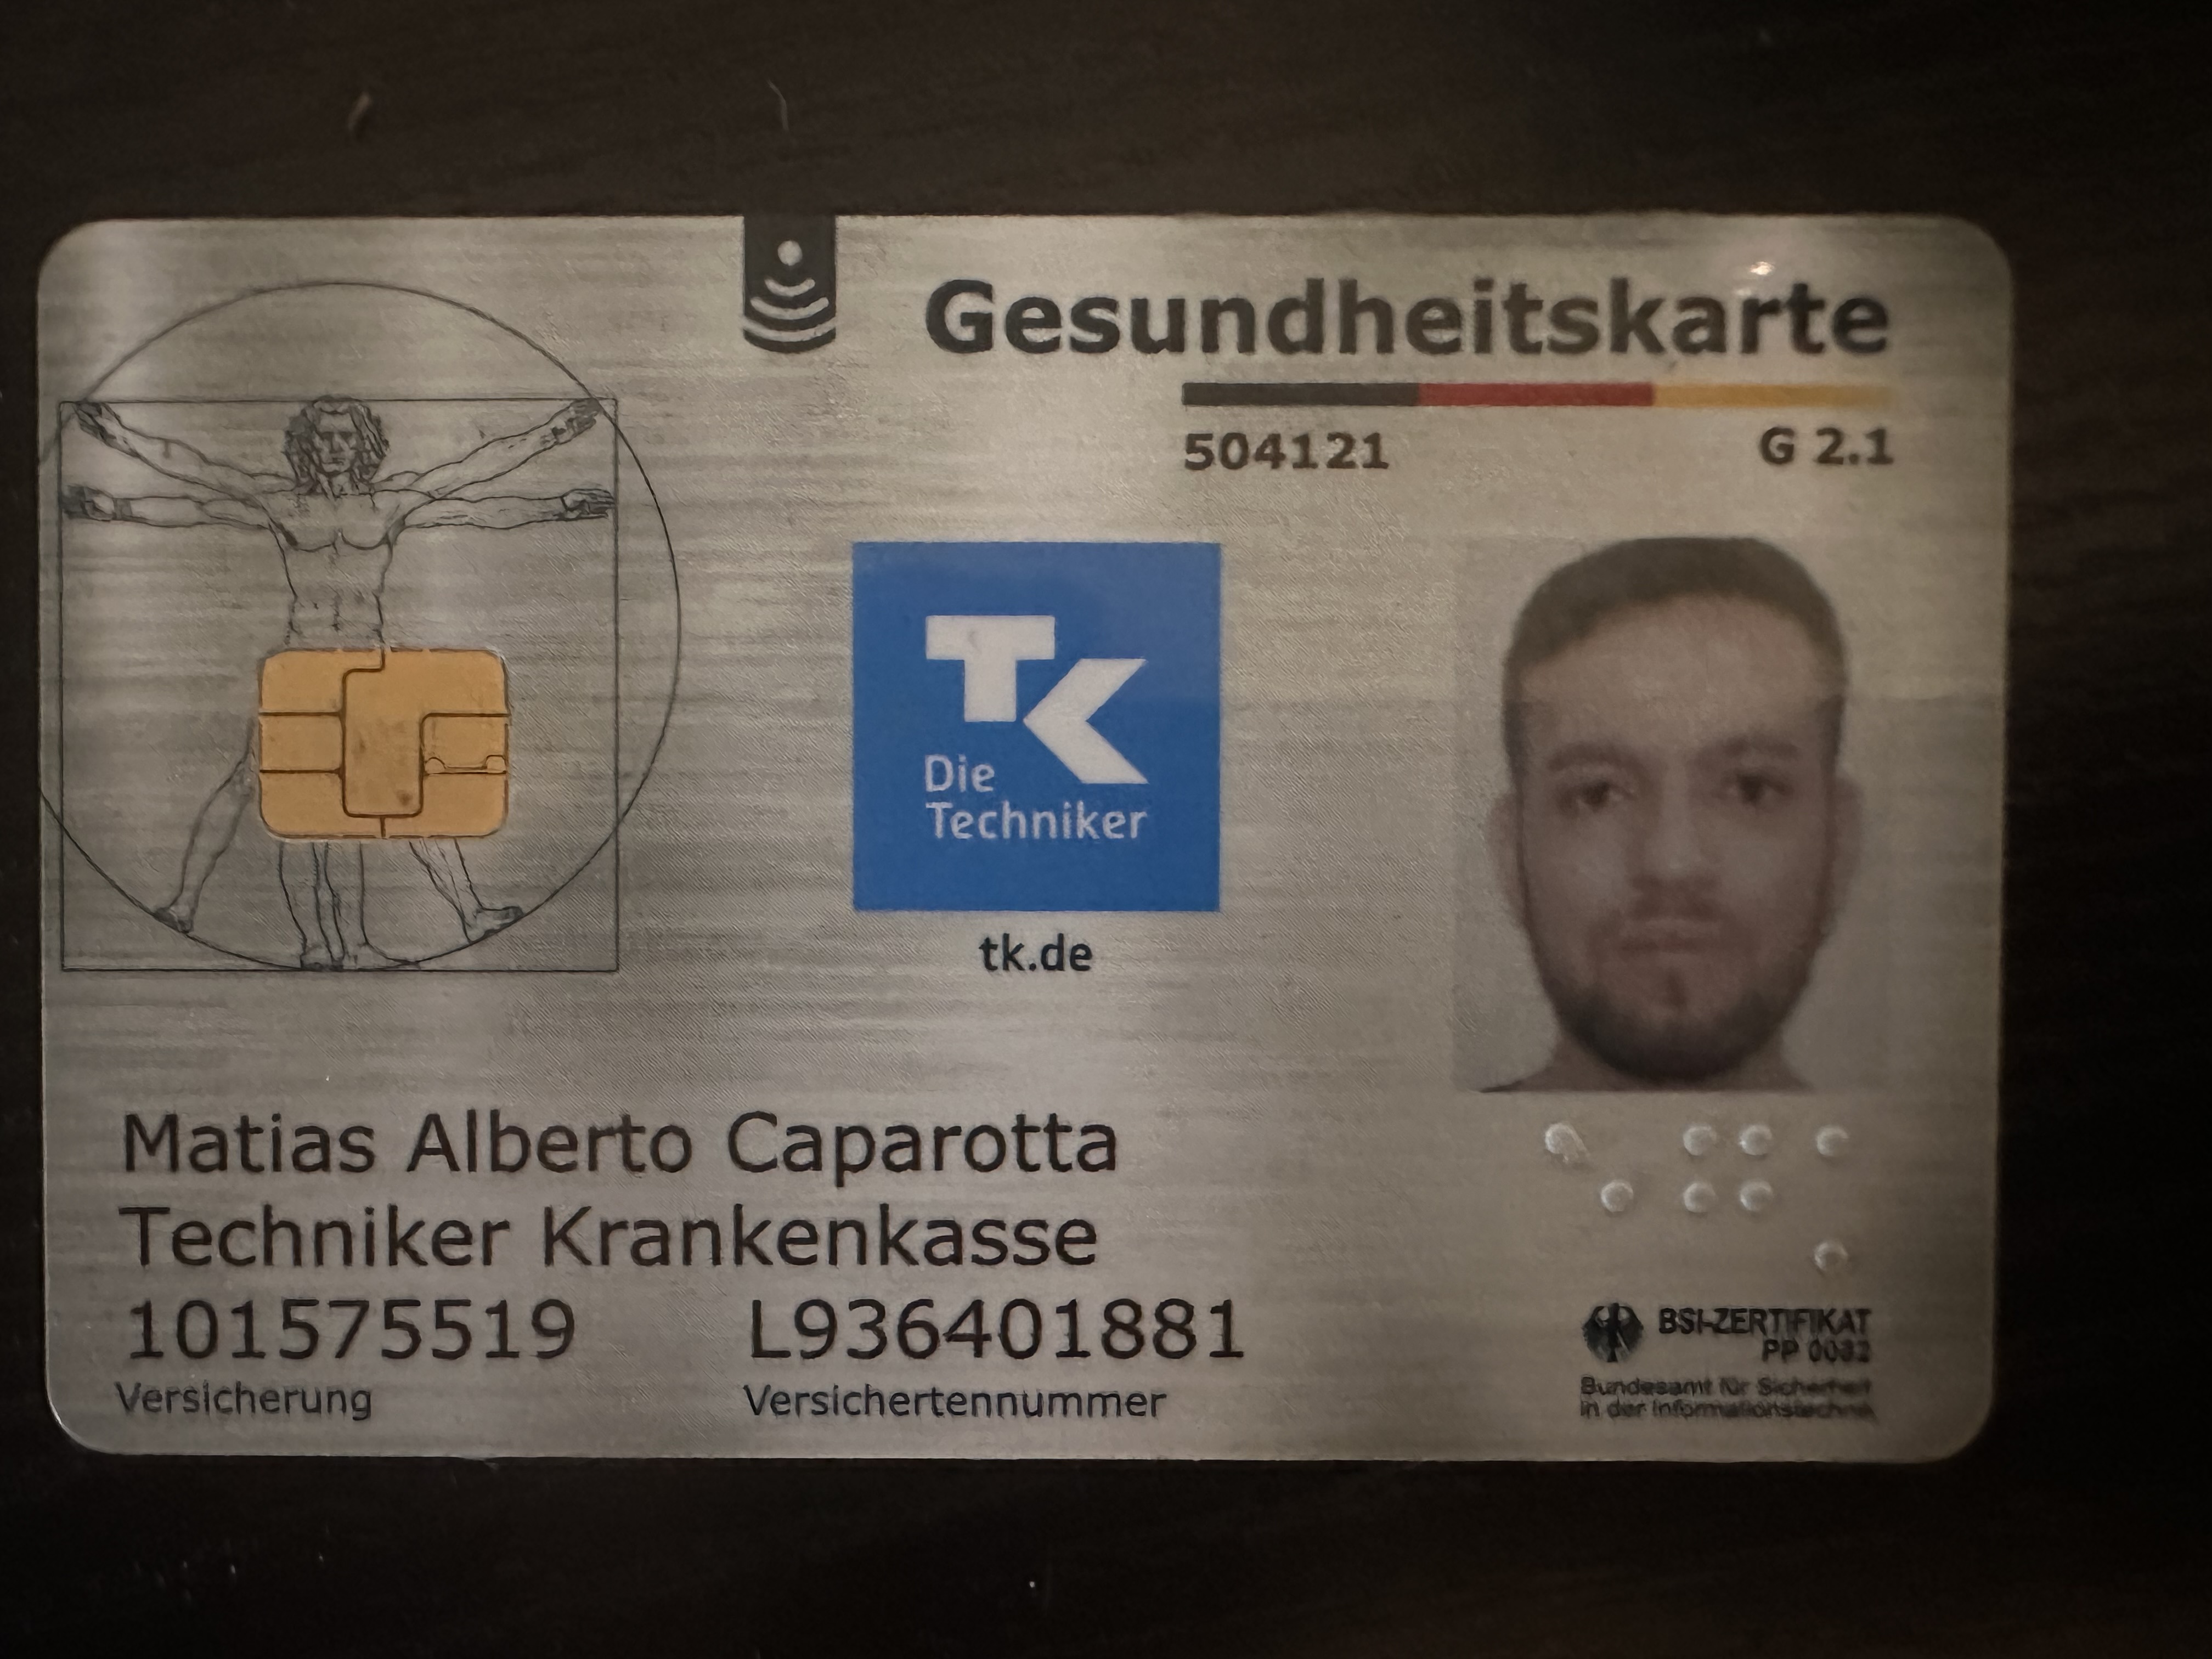 Gesundheitskarte
504121
G 2.1
TK
Die
Techniker
tk.de
Matias Alberto Caparotta
Techniker Krankenkasse
101575519
L936401881
Versicherung
Versichertennummer
BSI-ZERTIFIKAT
PP 0082
Bundesamt für Sicherheit
in der Informationstechnik